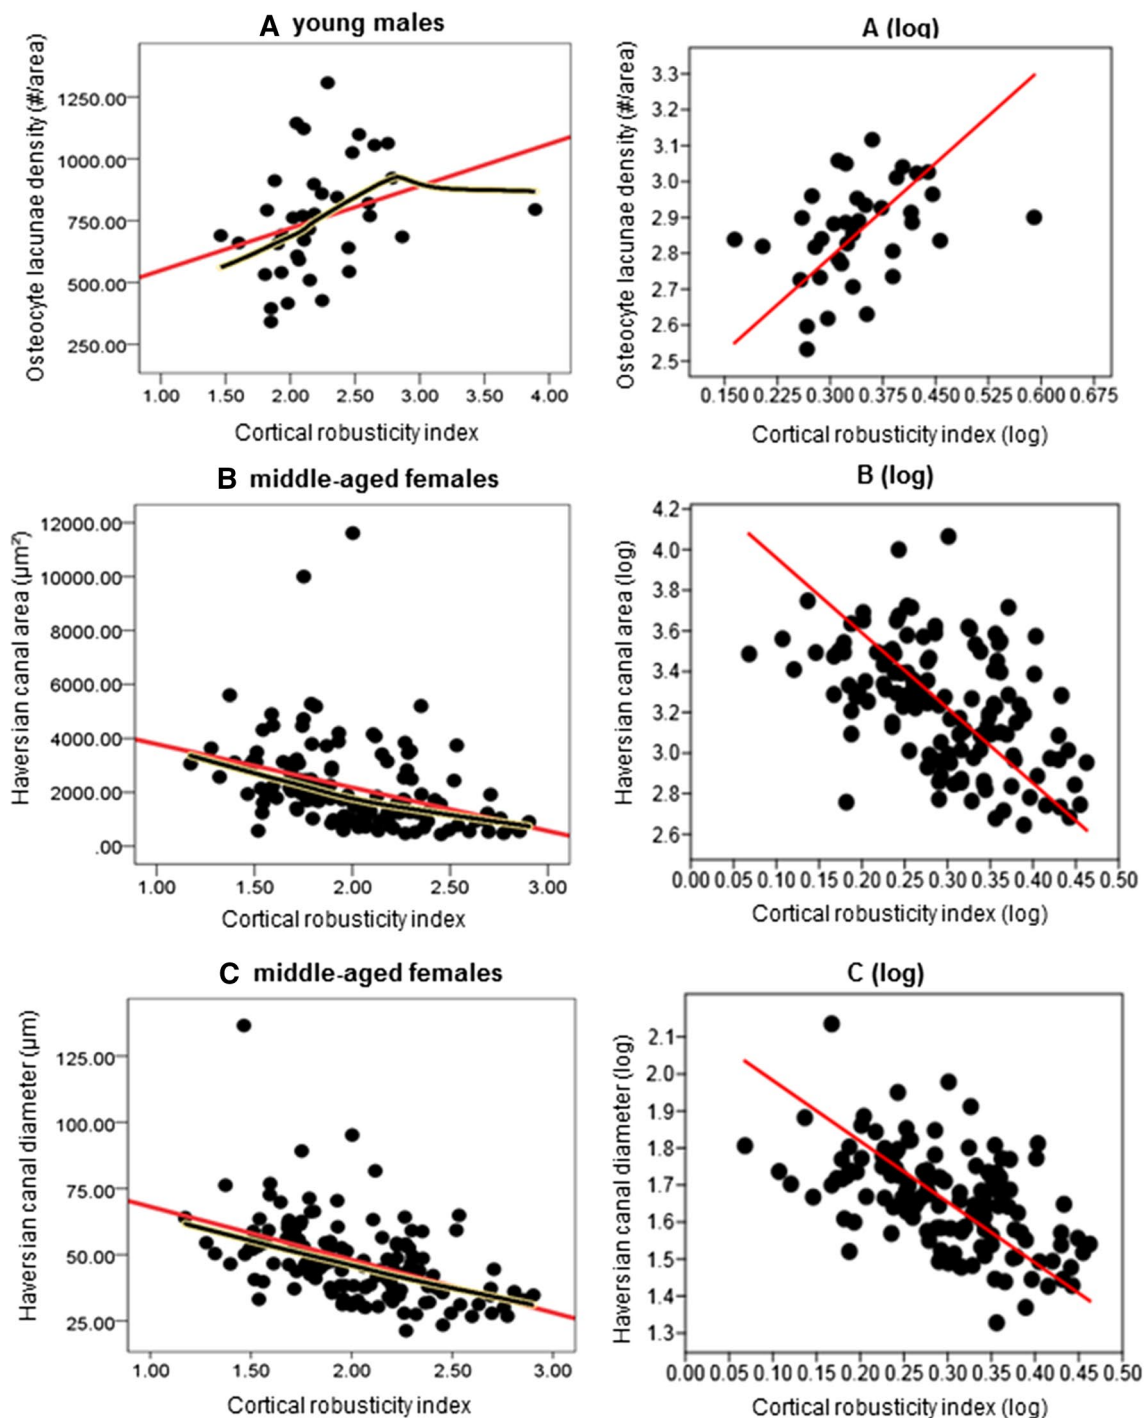 A young males
Osteocyte lacunae density (#/area)
1250.00
1000.00
750.00
500.00
250.00
1.00 1.50 2.00 2.50 3.00 3.50 4.00
Cortical robusticity index
A (log)
Osteocyte lacunae density (#/area)
3.3
3.2
3.1
3.0
2.9
2.8
2.7
2.6
2.5
0.150 0.225 0.300 0.375 0.450 0.525 0.600 0.675
Cortical robusticity index (log)
B middle-aged females
Haversian canal area (µm²)
12000.00
10000.00
8000.00
6000.00
4000.00
2000.00
.00
1.00 1.50 2.00 2.50 3.00
Cortical robusticity index
B (log)
Haversian canal area (log)
4.2
4.0
3.8
3.6
3.4
3.2
3.0
2.8
2.6
0.00 0.05 0.10 0.15 0.20 0.25 0.30 0.35 0.40 0.45 0.50
Cortical robusticity index (log)
C middle-aged females
Haversian canal diameter (µm)
125.00
100.00
75.00
50.00
25.00
1.00 1.50 2.00 2.50 3.00
Cortical robusticity index
C (log)
Haversian canal diameter (log)
2.1
2.0
1.9
1.8
1.7
1.6
1.5
1.4
1.3
0.00 0.05 0.10 0.15 0.20 0.25 0.30 0.35 0.40 0.45 0.50
Cortical robusticity index (log)